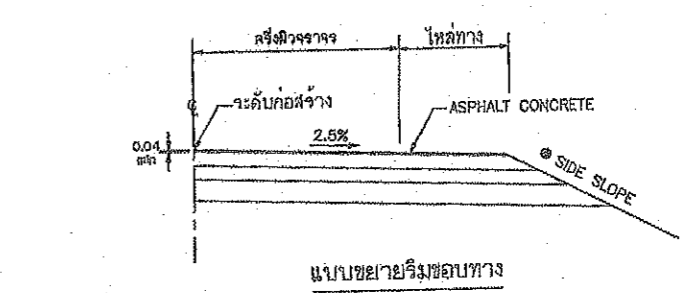 ครึ่งผิวจราจร
ไหล่ทาง
℄
ระดับก่อสร้าง
ASPHALT CONCRETE
2.5%
0.04
SIDE SLOPE
แบบขยายริมขอบทาง